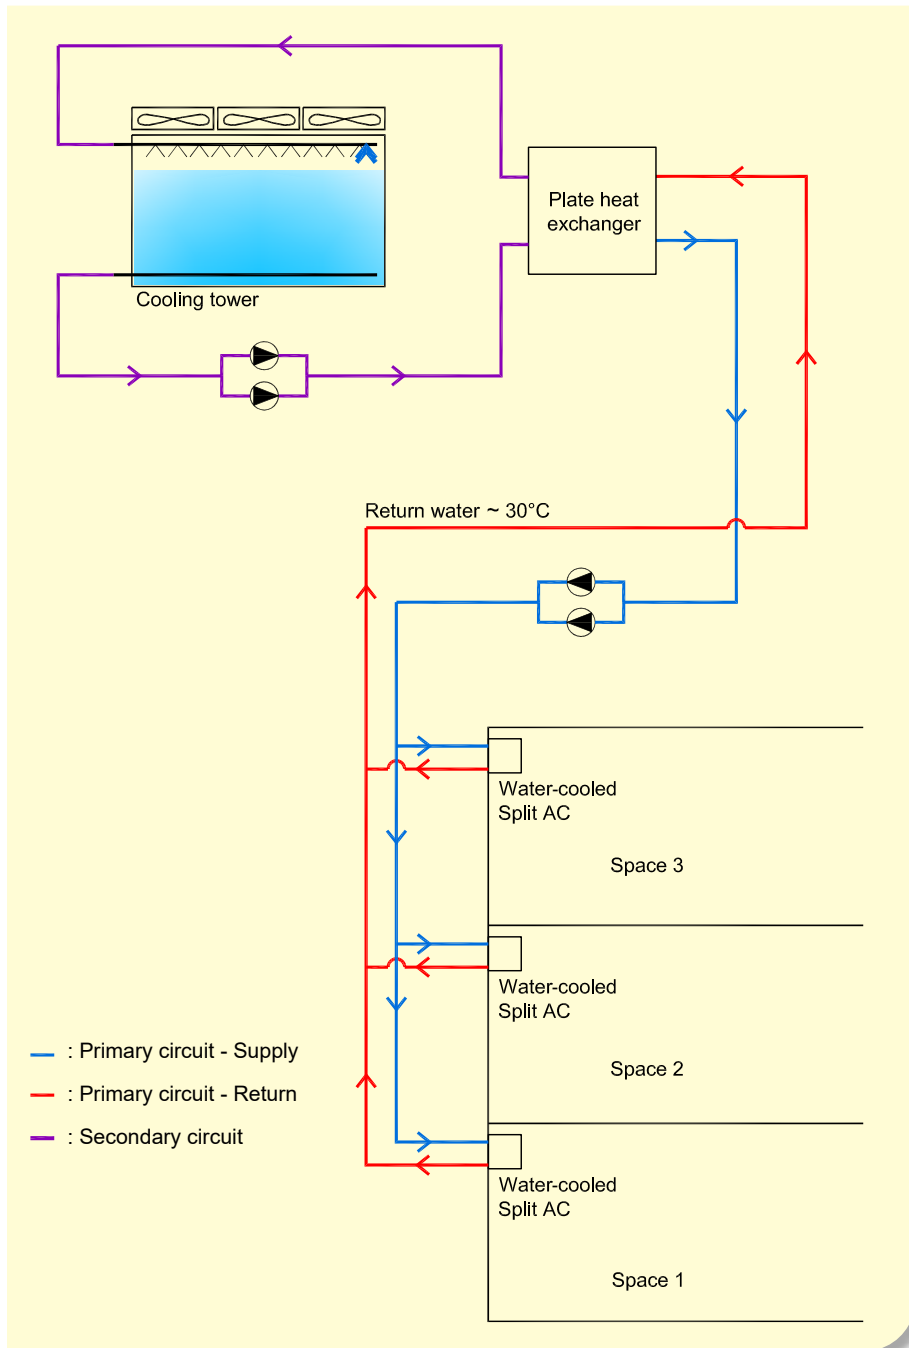 Plate heat
exchanger
Cooling tower
Return water ~ 30°C
Water-cooled
Split AC
Space 3
Water-cooled
Split AC
Space 2
: Primary circuit - Supply
: Primary circuit - Return
: Secondary circuit
Water-cooled
Split AC
Space 1